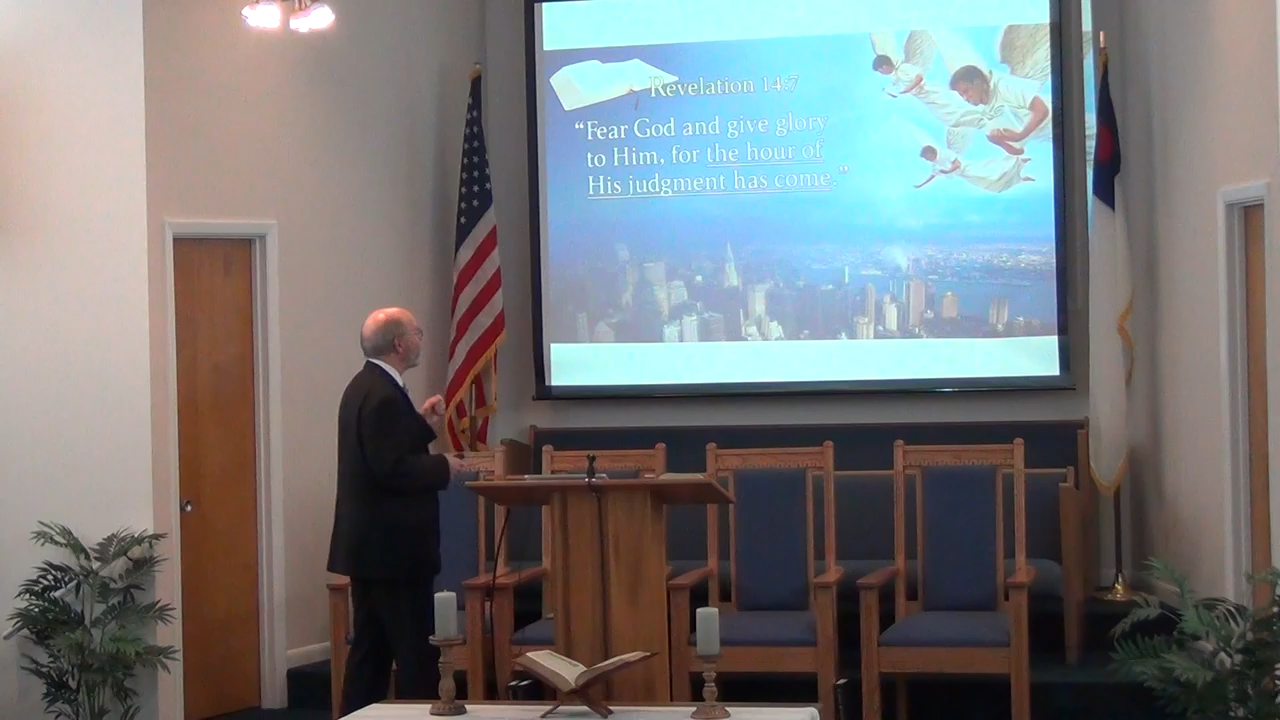 Revelation 14:7
“Fear God and give glory
to Him, for the hour of
His judgment has come.”